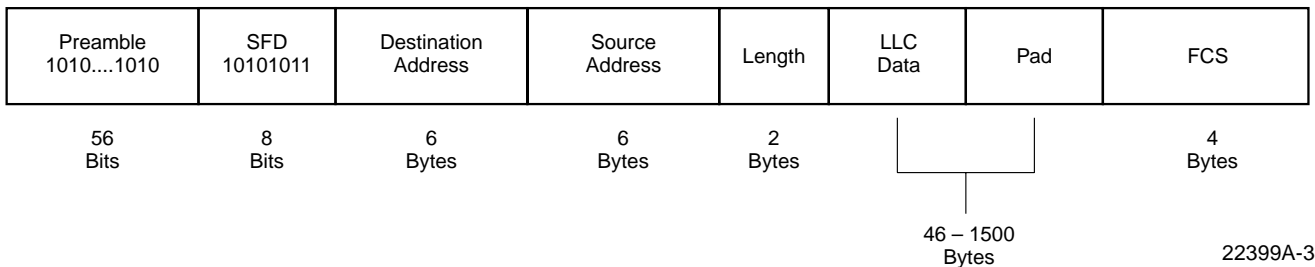 Preamble
1010....1010
SFD
10101011
Destination
Address
Source
Address
Length
LLC
Data
Pad
FCS
56
Bits
8
Bits
6
Bytes
6
Bytes
2
Bytes
4
Bytes
46 – 1500
Bytes
22399A-3